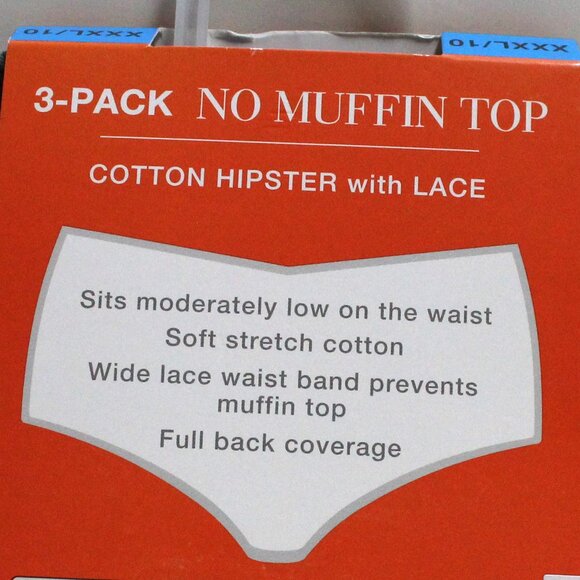 XXXL/10
XXXL/10
3-PACK NO MUFFIN TOP
COTTON HIPSTER with LACE
Sits moderately low on the waist
Soft stretch cotton
Wide lace waist band prevents
muffin top
Full back coverage